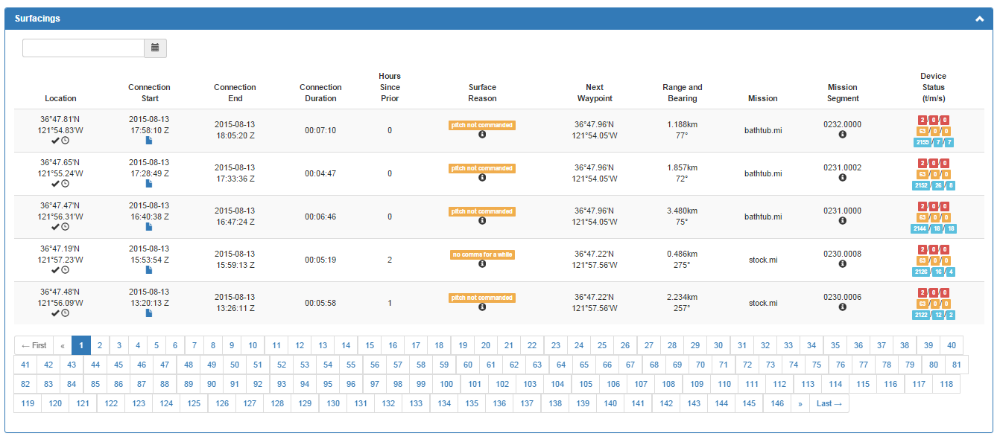 Surfacings
Location
Connection
Start
Connection
End
Connection
Duration
Hours
Since
Prior
Surface
Reason
Next
Waypoint
Range and
Bearing
Mission
Mission
Segment
Device
Status
(t/m/s)
36°47.81'N
121°54.83'W
2015-08-13
17:58:10 Z
2015-08-13
18:05:20 Z
00:07:10
0
pitch not commanded
36°47.96'N
121°54.05'W
1.188km
77°
bathtub.mi
0232.0000
2/0/0
63/0/0
2159/7/7
36°47.65'N
121°55.24'W
2015-08-13
17:28:49 Z
2015-08-13
17:33:36 Z
00:04:47
0
pitch not commanded
36°47.96'N
121°54.05'W
1.857km
72°
bathtub.mi
0231.0002
2/0/0
63/0/0
2152/26/8
36°47.47'N
121°56.31'W
2015-08-13
16:40:38 Z
2015-08-13
16:47:24 Z
00:06:46
0
pitch not commanded
36°47.96'N
121°54.05'W
3.480km
75°
bathtub.mi
0231.0000
2/0/0
63/0/0
2144/18/18
36°47.19'N
121°57.23'W
2015-08-13
15:53:54 Z
2015-08-13
15:59:13 Z
00:05:19
2
no comms for a while
36°47.22'N
121°57.56'W
0.486km
275°
stock.mi
0230.0008
2/0/0
63/0/0
2126/16/4
36°47.48'N
121°56.09'W
2015-08-13
13:20:13 Z
2015-08-13
13:26:11 Z
00:05:58
1
pitch not commanded
36°47.22'N
121°57.56'W
2.234km
257°
stock.mi
0230.0006
2/0/0
63/0/0
2122/12/2
← First « 1 2 3 4 5 6 7 8 9 10 11 12 13 14 15 16 17 18 19 20 21 22 23 24 25 26 27 28 29 30 31 32 33 34 35 36 37 38 39 40
41 42 43 44 45 46 47 48 49 50 51 52 53 54 55 56 57 58 59 60 61 62 63 64 65 66 67 68 69 70 71 72 73 74 75 76 77 78 79 80 81
82 83 84 85 86 87 88 89 90 91 92 93 94 95 96 97 98 99 100 101 102 103 104 105 106 107 108 109 110 111 112 113 114 115 116 117 118
119 120 121 122 123 124 125 126 127 128 129 130 131 132 133 134 135 136 137 138 139 140 141 142 143 144 145 146 » Last →